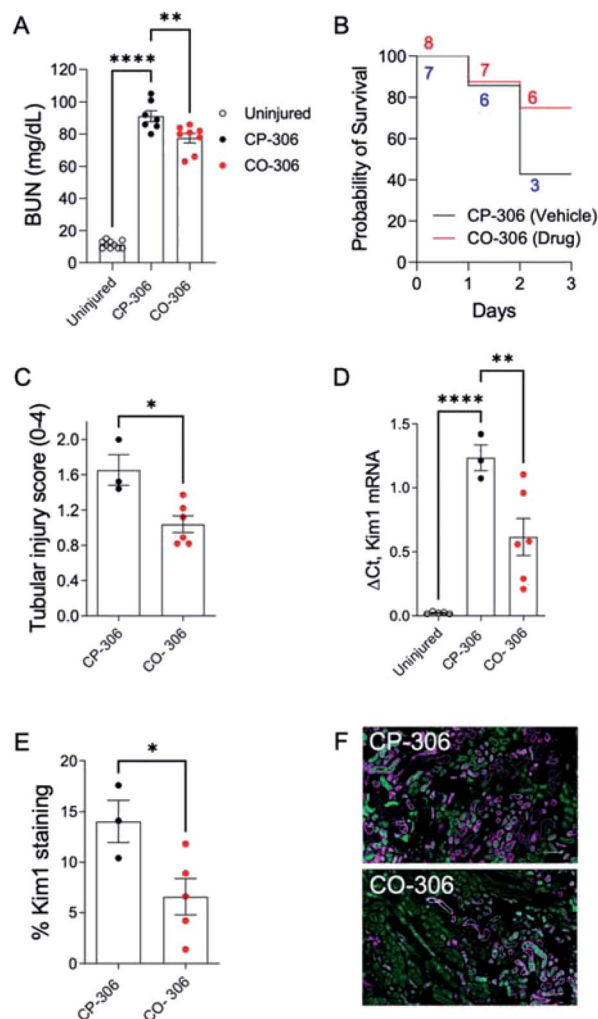 A
BUN (mg/dL)
120
100
80
60
40
20
0
****
**
Uninjured
CP-306
CO-306
Uninjured
CP-306
CO-306
B
Probability of Survival
100
80
60
40
20
0
8
7
7
6
6
3
CP-306 (Vehicle)
CO-306 (Drug)
0
1
2
3
Days
C
Tubular injury score (0-4)
2.0
1.6
1.2
0.8
0.4
0.0
*
CP-306
CO- 306
D
ΔCt, Kim1 mRNA
1.5
1.0
0.5
0.0
****
**
Uninjured
CP-306
CO- 306
E
% Kim1 staining
20
15
10
5
0
*
CP-306
CO- 306
F
CP-306
CO-306